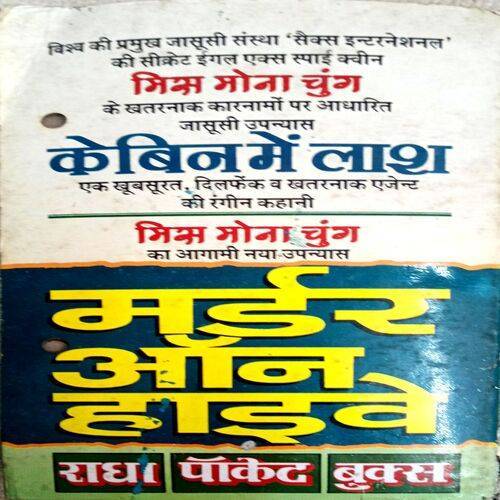 विश्व की प्रमुख जासूसी संस्था ‘सैक्स इन्टरनेशनल’
की सीक्रेट ईगल एक्स स्पाई क्वीन
मिस मोना चुंग
के खतरनाक कारनामों पर आधारित
जासूसी उपन्यास
केबिन में लाश
एक खूबसूरत, दिलफेंक व खतरनाक एजेन्ट
की रंगीन कहानी
मिस मोना चुंग
का आगामी नया उपन्यास
मर्डर
ऑन
हाइवे
राधा पॉकेट बुक्स